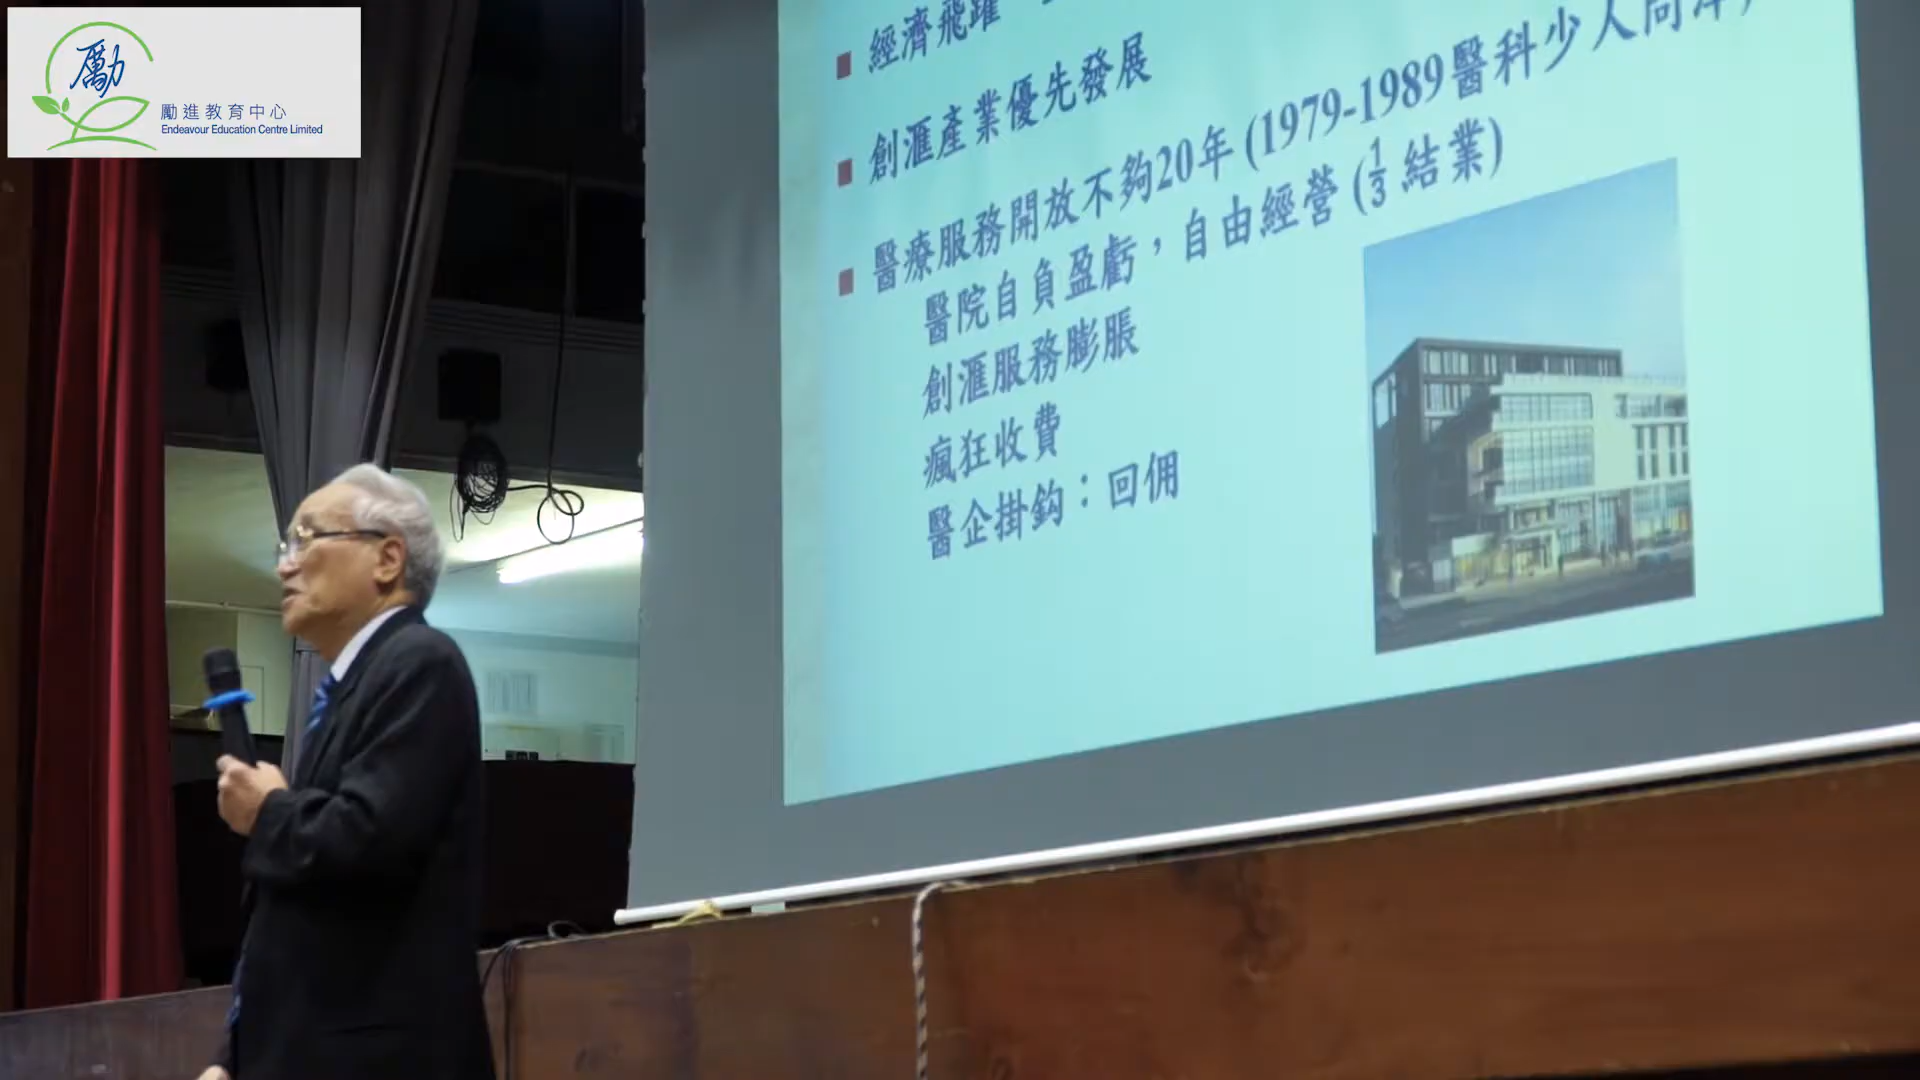 勵
勵進教育中心
Endeavour Education Centre Limited
經濟飛躍
創滙產業優先發展
醫療服務開放不夠20年 (1979-1989醫科少人問津,
醫院自負盈虧，自由經營 (1/3 結業)
創滙服務膨脹
瘋狂收費
醫企掛鈎：回佣